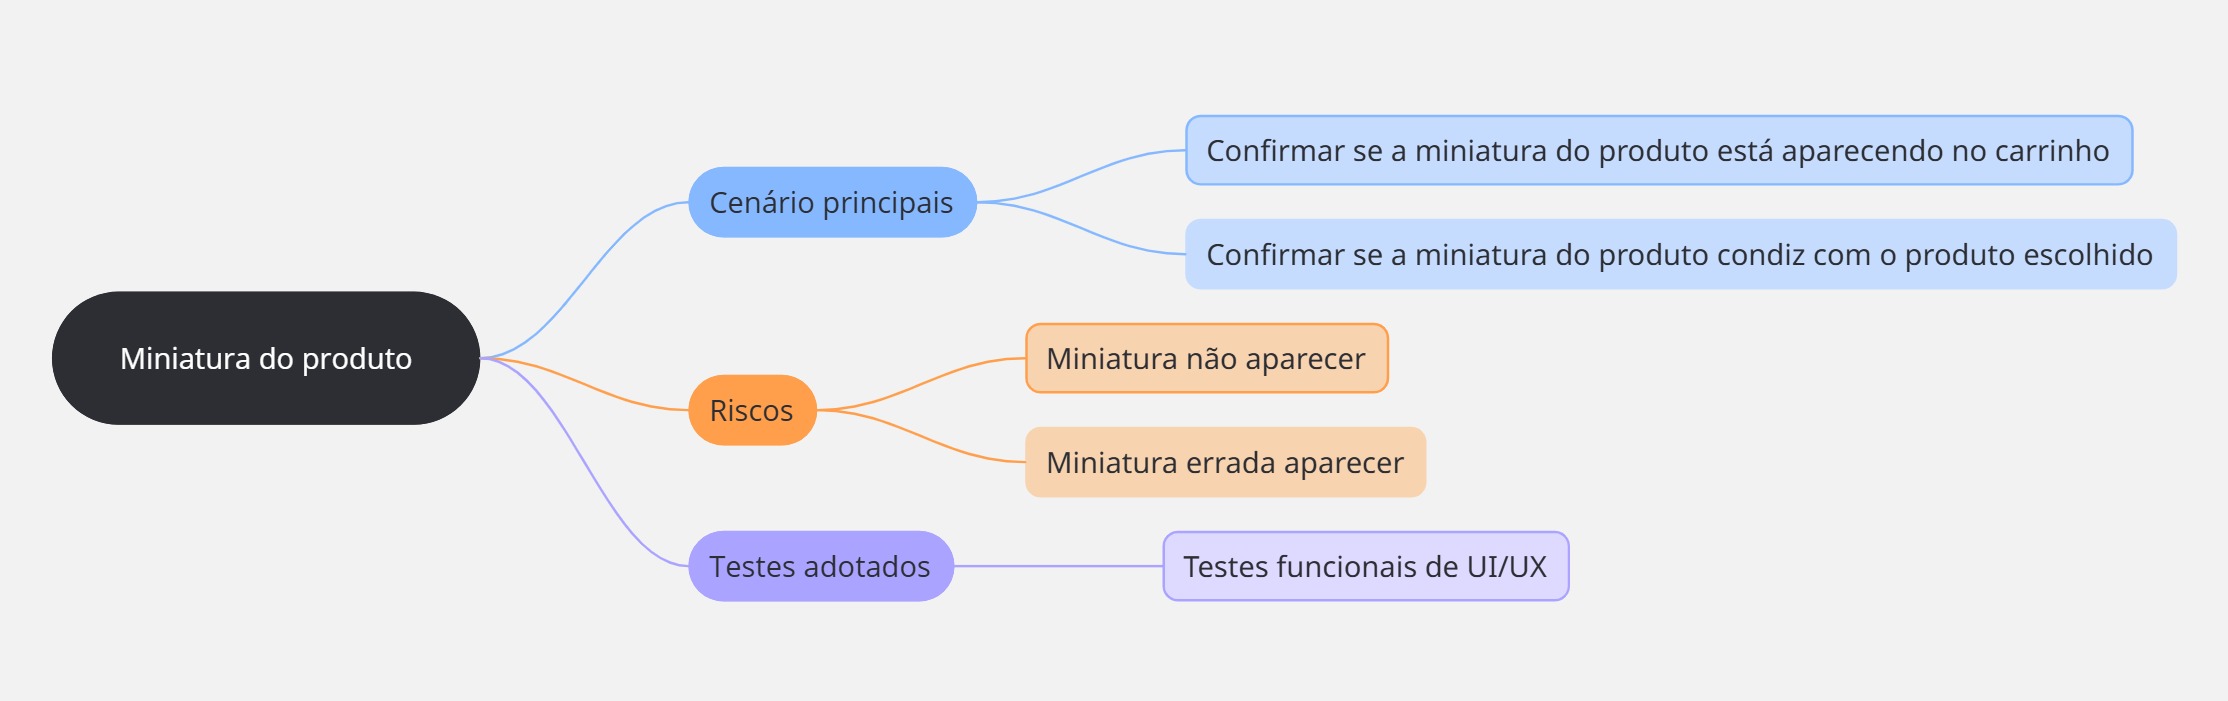 Miniatura do produto
Cenário principais
Confirmar se a miniatura do produto está aparecendo no carrinho
Confirmar se a miniatura do produto condiz com o produto escolhido
Riscos
Miniatura não aparecer
Miniatura errada aparecer
Testes adotados
Testes funcionais de UI/UX